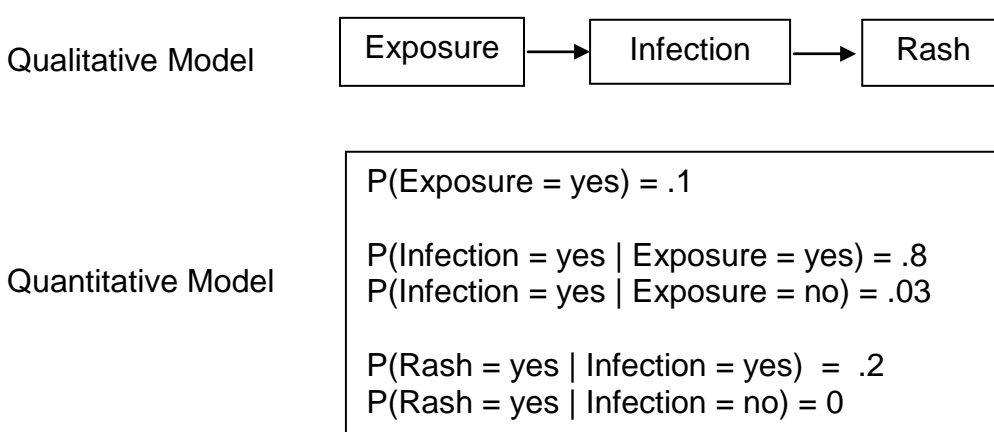 Qualitative Model
Exposure
Infection
Rash
Quantitative Model
P(Exposure = yes) = .1
P(Infection = yes | Exposure = yes) = .8
P(Infection = yes | Exposure = no) = .03
P(Rash = yes | Infection = yes) = .2
P(Rash = yes | Infection = no) = 0